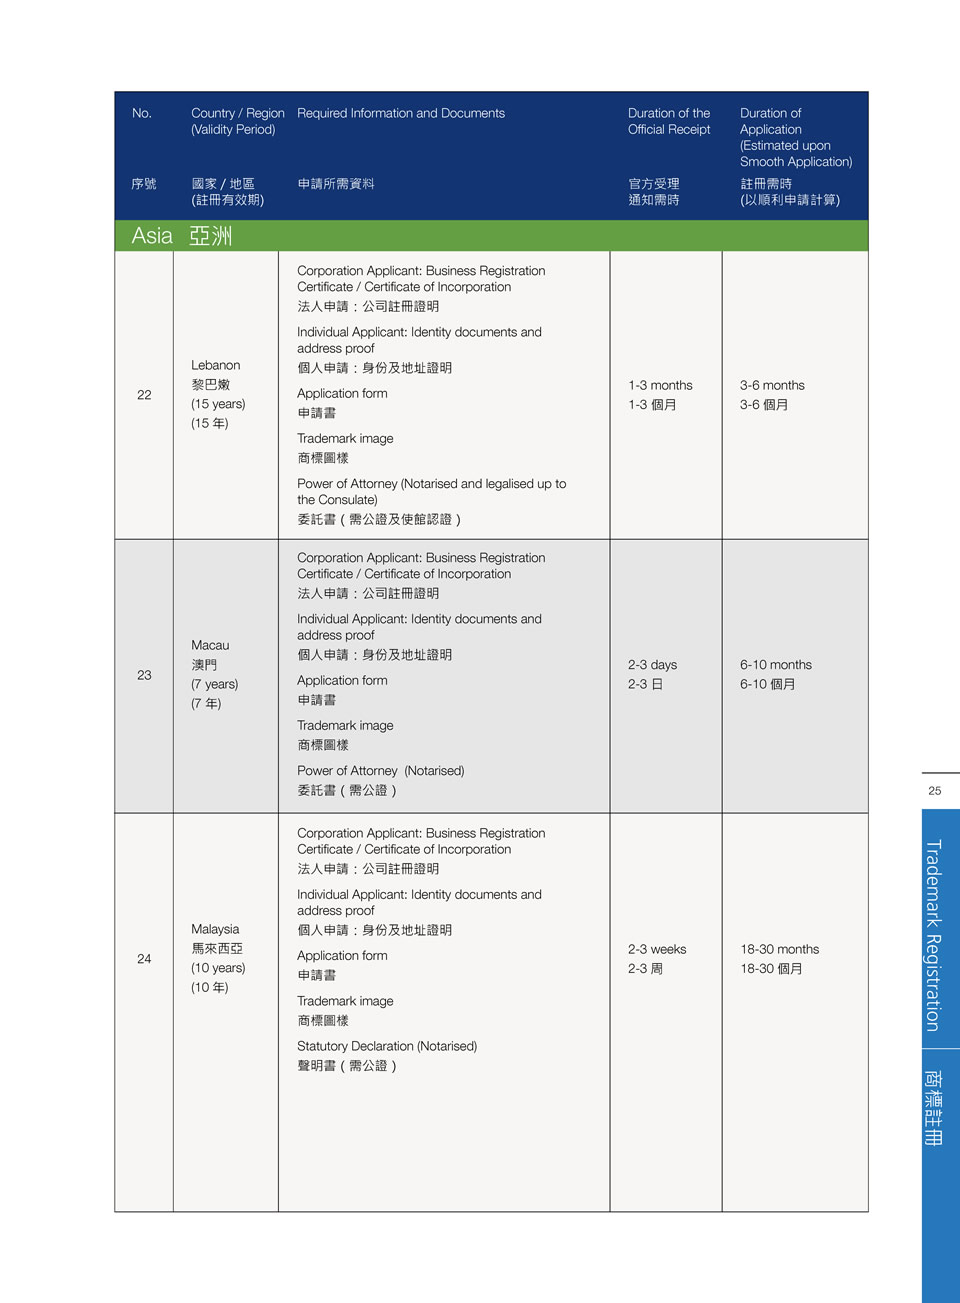 No.
Country / Region
(Validity Period)
Required Information and Documents
Duration of the
Official Receipt
Duration of
Application
(Estimated upon
Smooth Application)
序號
國家 / 地區
(註冊有效期)
申請所需資料
官方受理
通知需時
註冊需時
(以順利申請計算)
Asia 亞洲
22
Lebanon
黎巴嫩
(15 years)
(15 年)
Corporation Applicant: Business Registration
Certificate / Certificate of Incorporation
法人申請：公司註冊證明
Individual Applicant: Identity documents and
address proof
個人申請：身份及地址證明
Application form
申請書
Trademark image
商標圖樣
Power of Attorney (Notarised and legalised up to
the Consulate)
委託書（需公證及使館認證）
1-3 months
1-3 個月
3-6 months
3-6 個月
23
Macau
澳門
(7 years)
(7 年)
Corporation Applicant: Business Registration
Certificate / Certificate of Incorporation
法人申請：公司註冊證明
Individual Applicant: Identity documents and
address proof
個人申請：身份及地址證明
Application form
申請書
Trademark image
商標圖樣
Power of Attorney (Notarised)
委託書（需公證）
2-3 days
2-3 日
6-10 months
6-10 個月
24
Malaysia
馬來西亞
(10 years)
(10 年)
Corporation Applicant: Business Registration
Certificate / Certificate of Incorporation
法人申請：公司註冊證明
Individual Applicant: Identity documents and
address proof
個人申請：身份及地址證明
Application form
申請書
Trademark image
商標圖樣
Statutory Declaration (Notarised)
聲明書（需公證）
2-3 weeks
2-3 周
18-30 months
18-30 個月
25
Trademark Registration
商標註冊